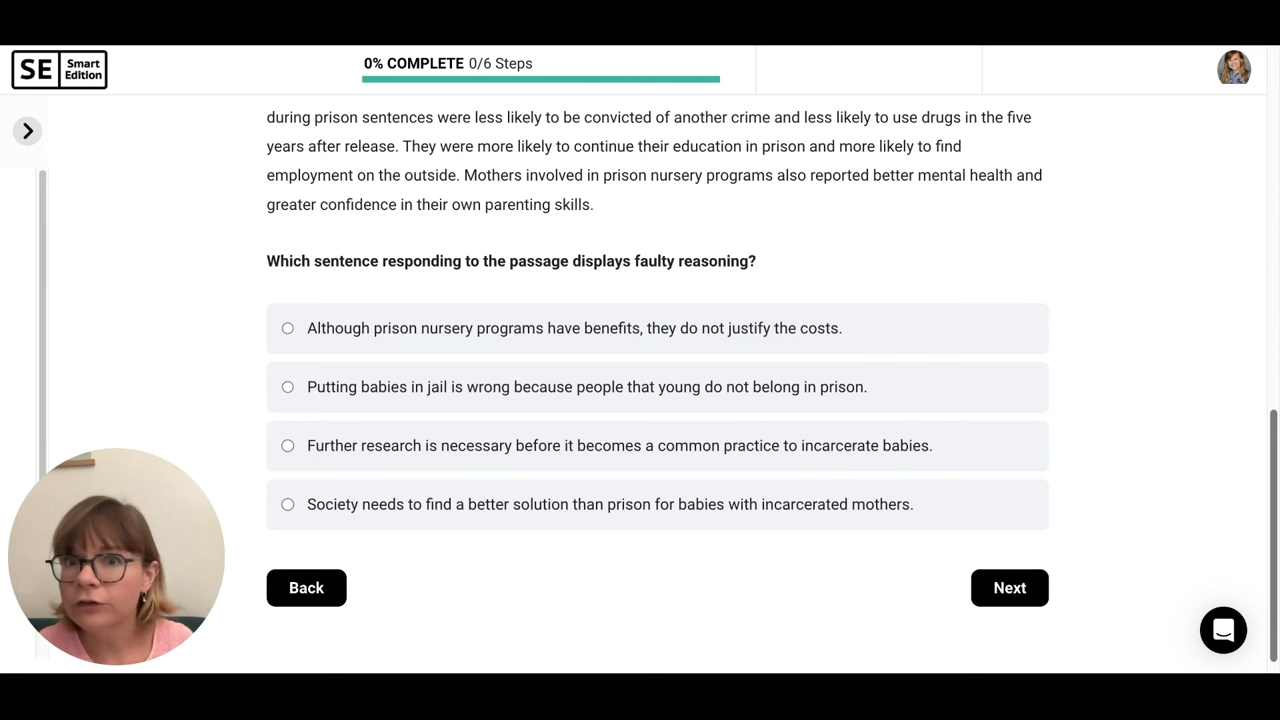 SE Smart Edition
0% COMPLETE 0/6 Steps
during prison sentences were less likely to be convicted of another crime and less likely to use drugs in the five
years after release. They were more likely to continue their education in prison and more likely to find
employment on the outside. Mothers involved in prison nursery programs also reported better mental health and
greater confidence in their own parenting skills.
Which sentence responding to the passage displays faulty reasoning?
Although prison nursery programs have benefits, they do not justify the costs.
Putting babies in jail is wrong because people that young do not belong in prison.
Further research is necessary before it becomes a common practice to incarcerate babies.
Society needs to find a better solution than prison for babies with incarcerated mothers.
Back
Next